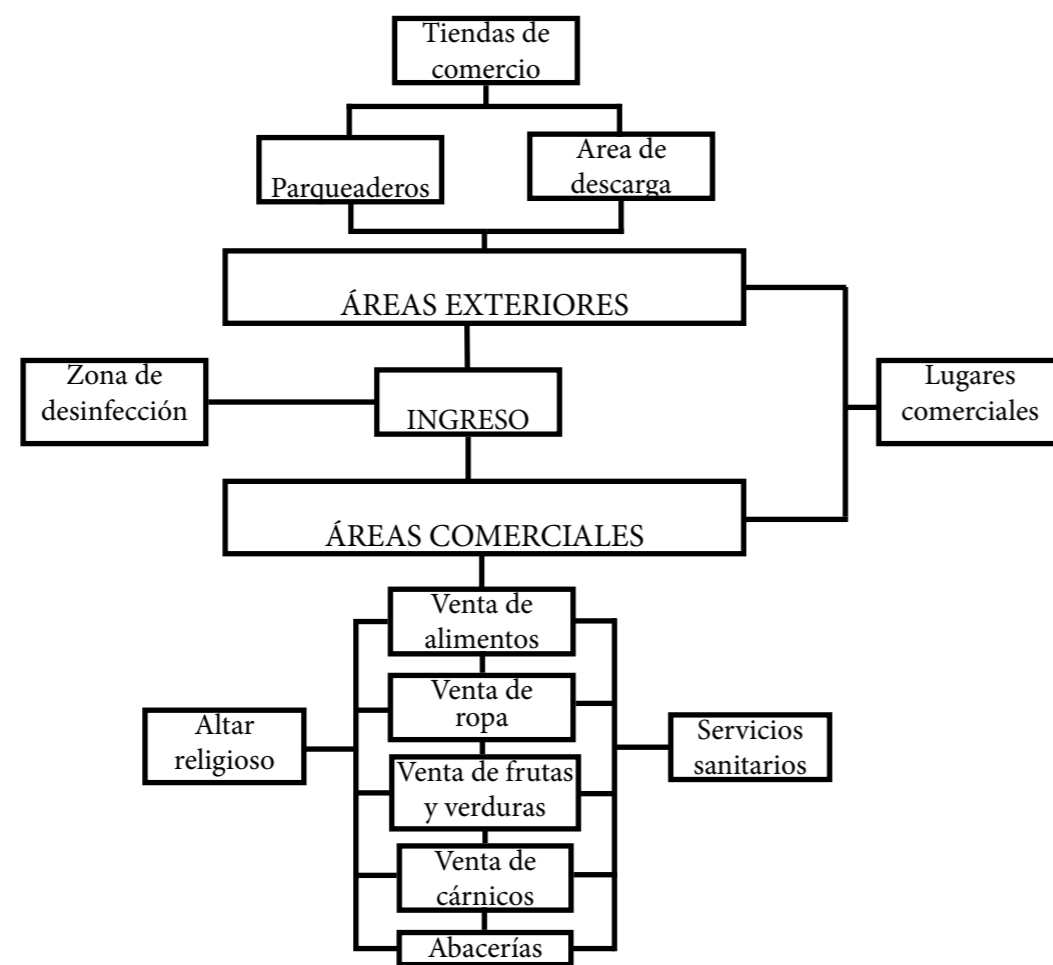 Tiendas de
comercio
Parqueaderos
Area de
descarga
ÁREAS EXTERIORES
Zona de
desinfección
INGRESO
Lugares
comerciales
ÁREAS COMERCIALES
Venta de
alimentos
Venta de
ropa
Altar
religioso
Servicios
sanitarios
Venta de frutas
y verduras
Venta de
cárnicos
Abacerías